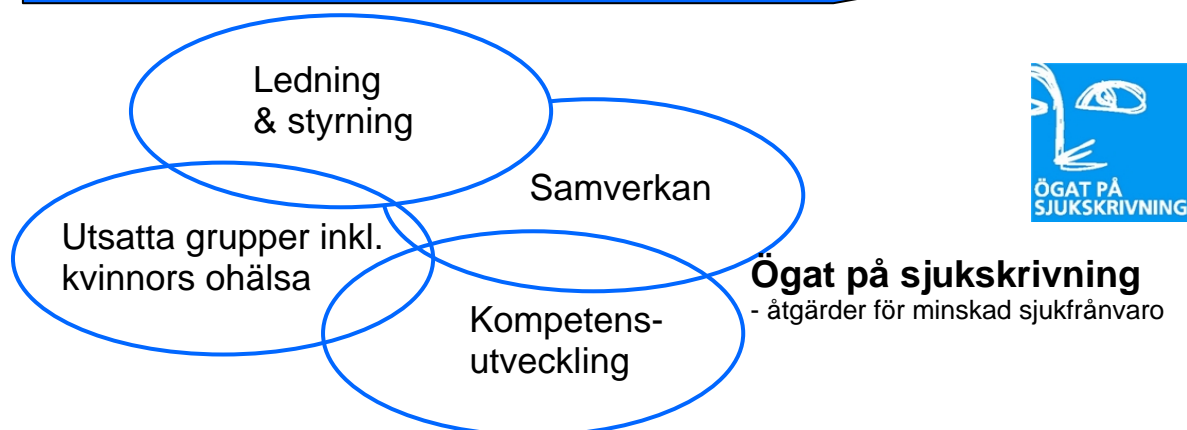 Ledning
& styrning
Samverkan
Utsatta grupper inkl.
kvinnors ohälsa
Kompetens-
utveckling
ÖGAT PÅ
SJUKSKRIVNING
Ögat på sjukskrivning
- åtgärder för minskad sjukfrånvaro